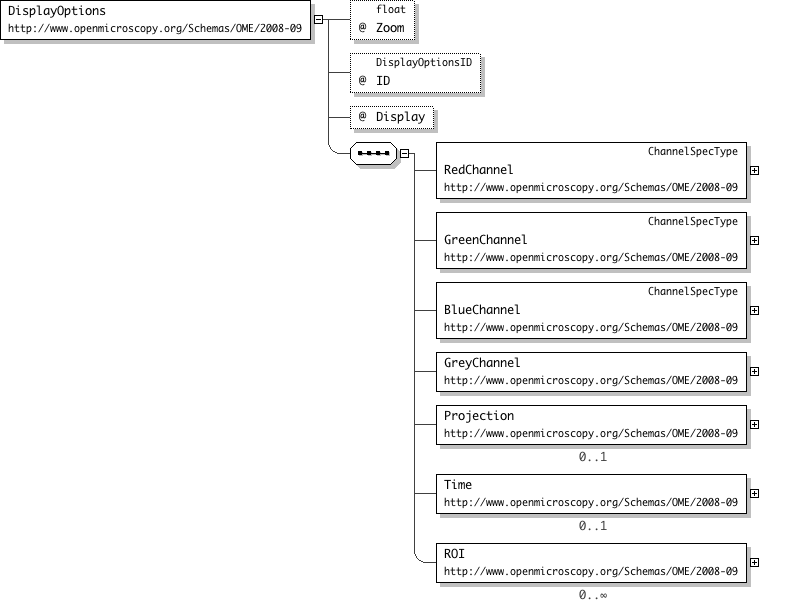 DisplayOptions
http://www.openmicroscopy.org/Schemas/OME/2008-09
float
@ Zoom
DisplayOptionsID
@ ID
@ Display
ChannelSpecType
RedChannel
http://www.openmicroscopy.org/Schemas/OME/2008-09
ChannelSpecType
GreenChannel
http://www.openmicroscopy.org/Schemas/OME/2008-09
ChannelSpecType
BlueChannel
http://www.openmicroscopy.org/Schemas/OME/2008-09
GreyChannel
http://www.openmicroscopy.org/Schemas/OME/2008-09
Projection
http://www.openmicroscopy.org/Schemas/OME/2008-09
0..1
Time
http://www.openmicroscopy.org/Schemas/OME/2008-09
0..1
ROI
http://www.openmicroscopy.org/Schemas/OME/2008-09
0..∞